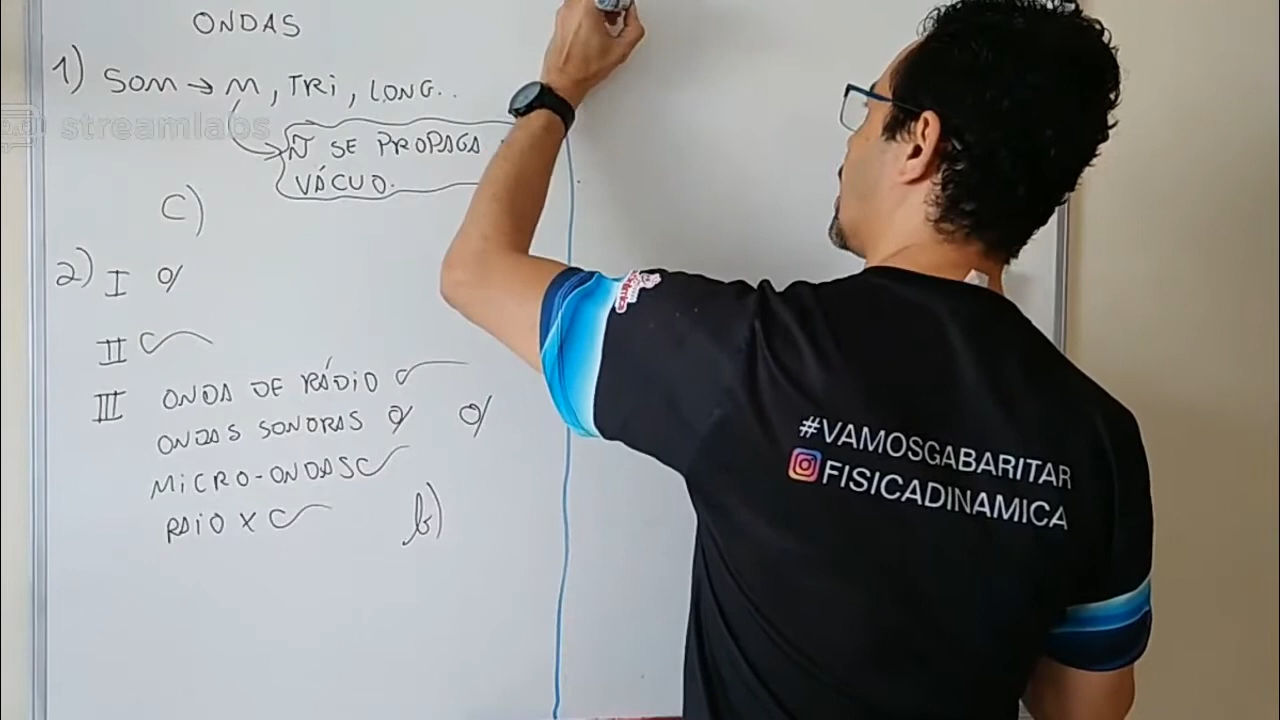 ONDAS
1) SOM → M, TRI, LONG..
streamlabs
Ñ SE PROPAGA
VÁCUO.
C)
2) I
II
III ONDA DE RÁDIO
ONDAS SONORAS
MICRO-ONDAS
RAIO X
b)
#VAMOSGABARITAR
FISICADINAMICA